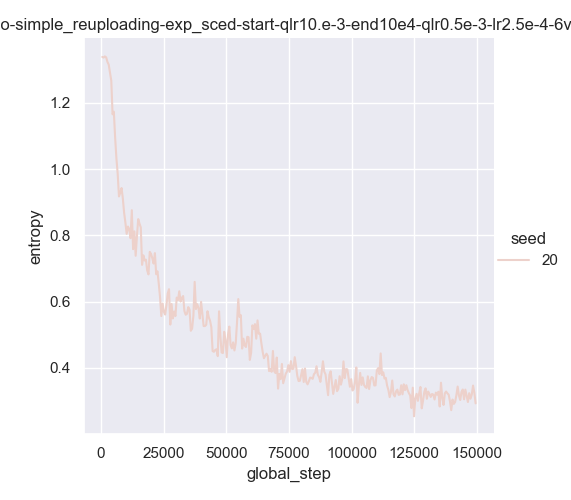 o-simple_reuploading-exp_sced-start-qlr10.e-3-end10e4-qlr0.5e-3-lr2.5e-4-6v
entropy
1.2
1.0
0.8
0.6
0.4
0 25000 50000 75000 100000 125000 150000
global_step
seed
20